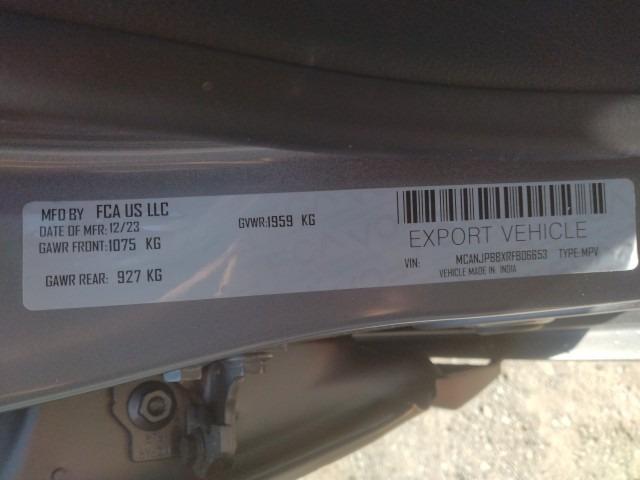 MFD BY FCA US LLC
DATE OF MFR: 12/23 GVWR: 1959 KG
GAWR FRONT: 1075 KG
EXPORT VEHICLE
VIN: MCANJPBBXRFB06653 TYPE: MPV
GAWR REAR: 927 KG
VEHICLE MADE IN: INDIA